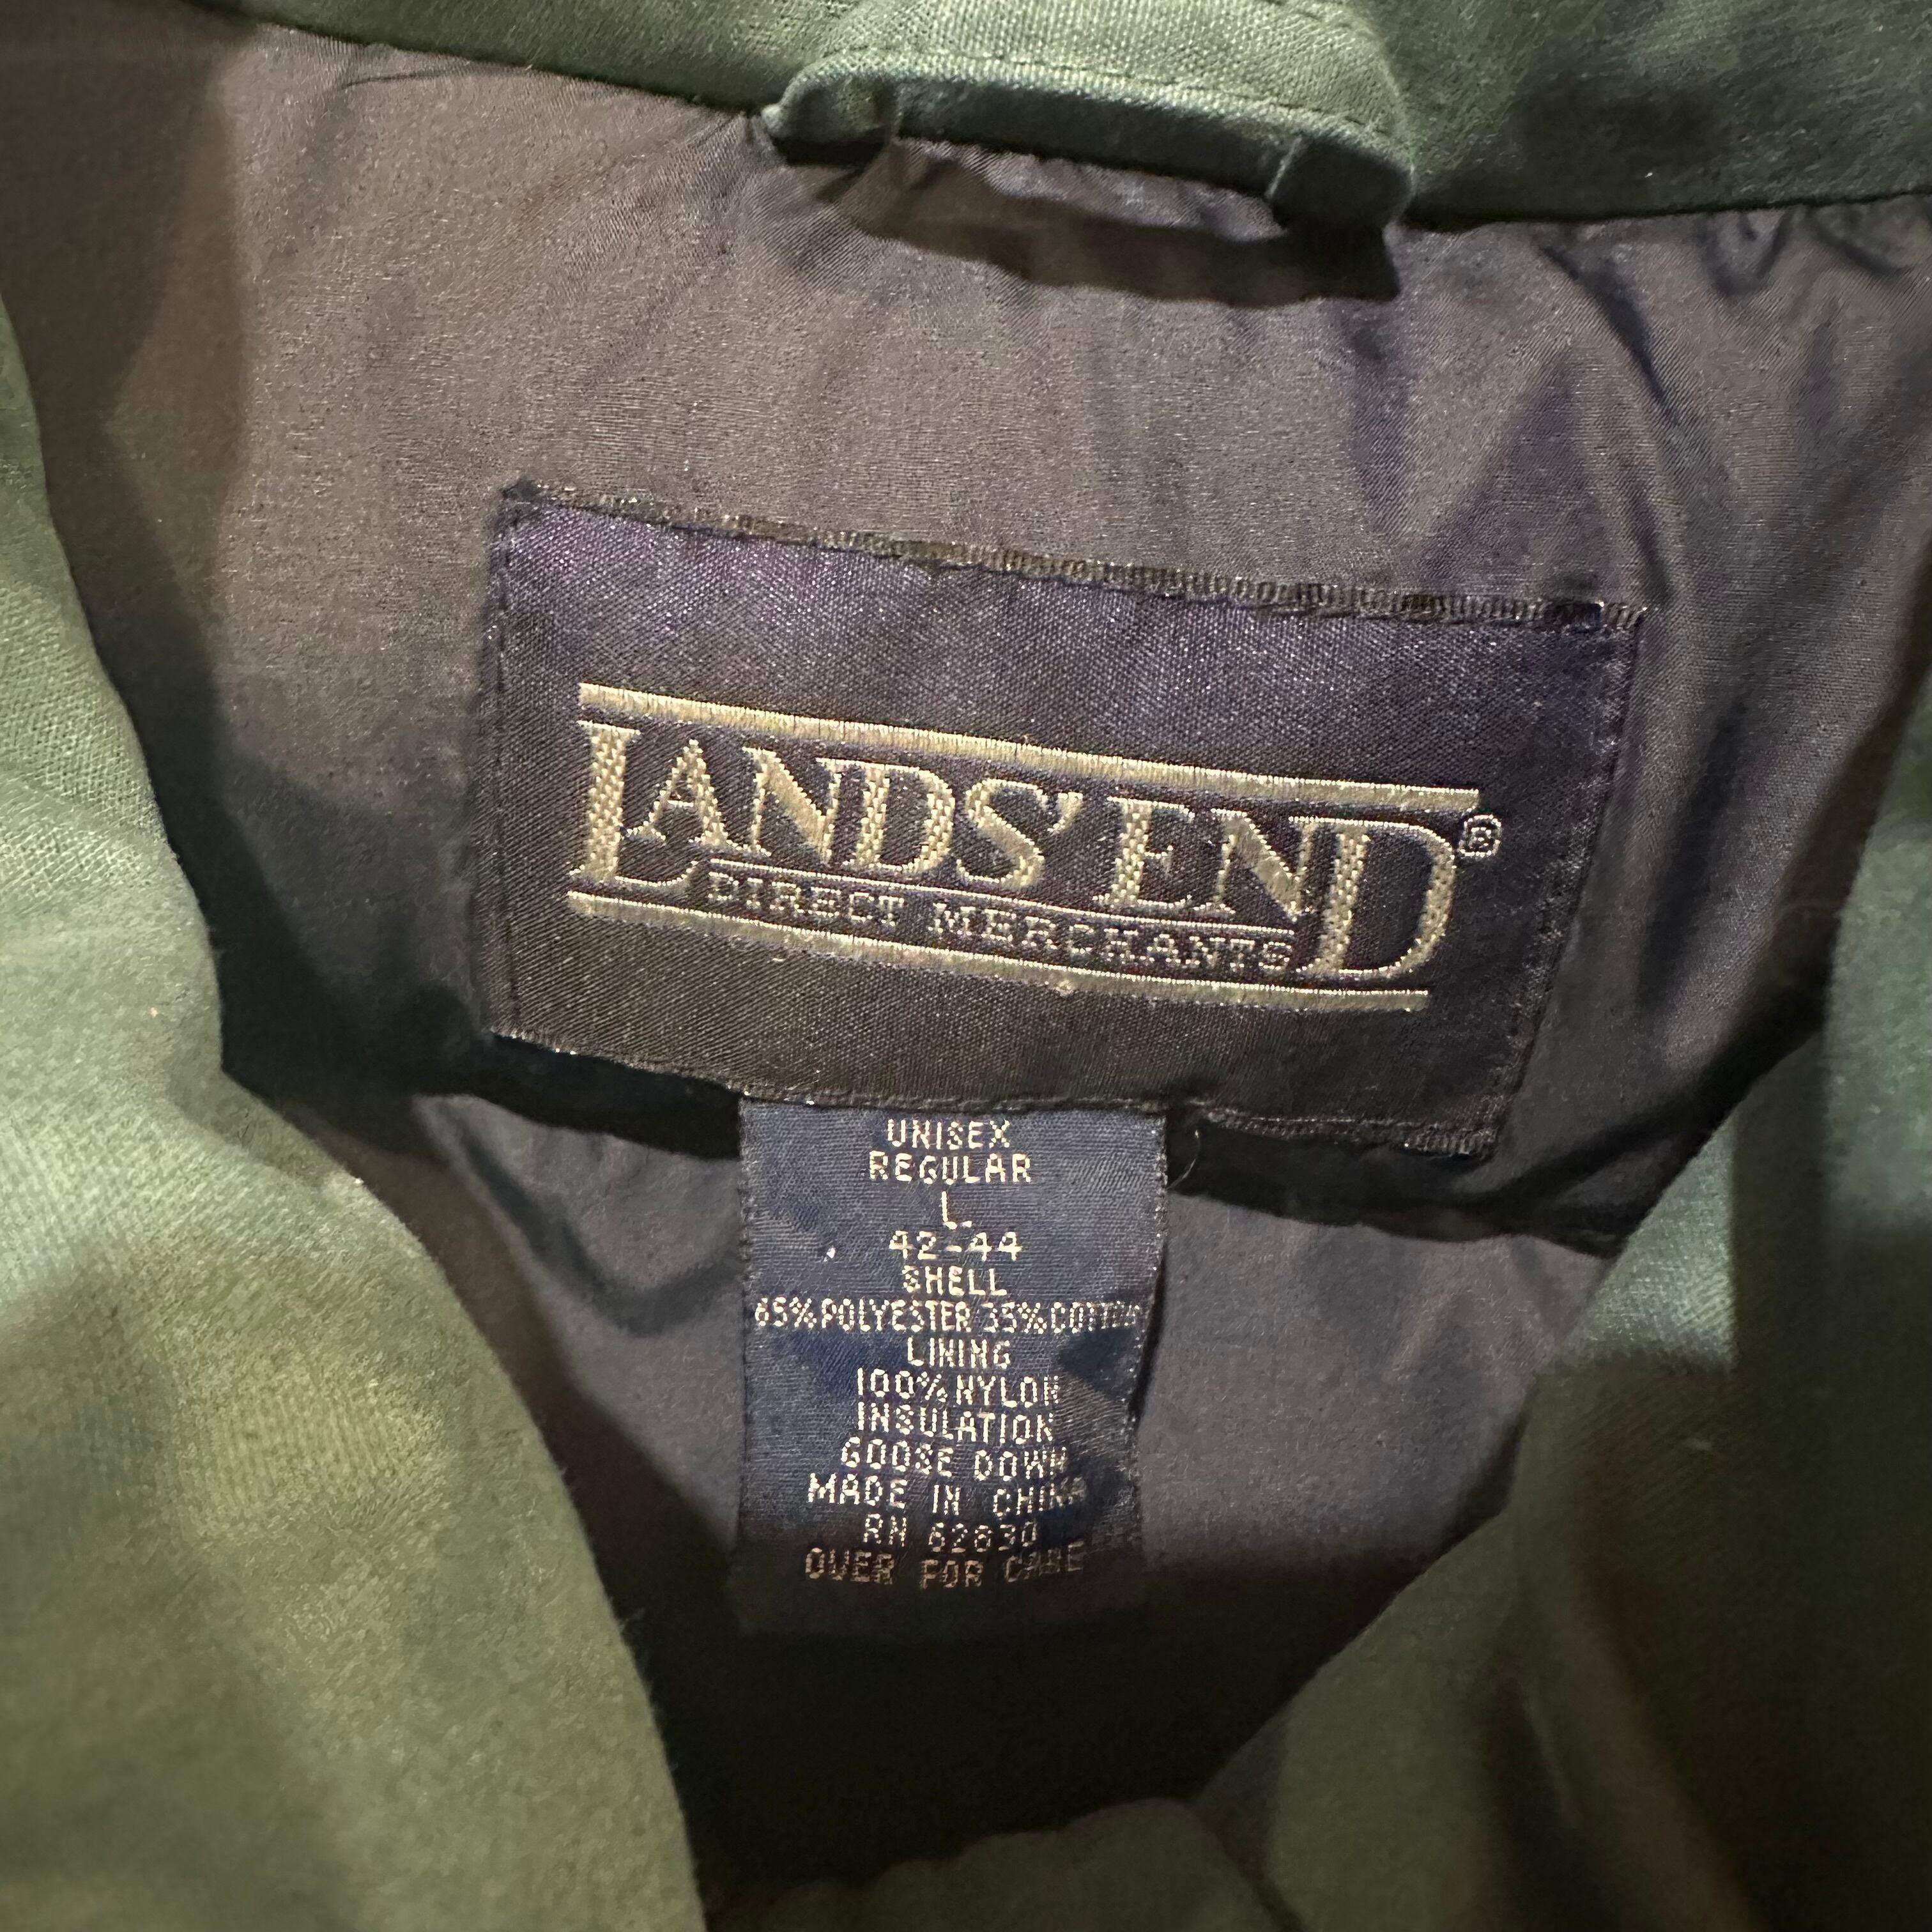 LANDS' END®
DIRECT MERCHANTS
UNISEX
REGULAR
L.
42-44
SHELL
65%POLYESTER 35%COTTON
LINING
100%NYLON
INSULATION
GOOSE DOWN
MADE IN CHINA
RN 62830
OVER FOR CARE